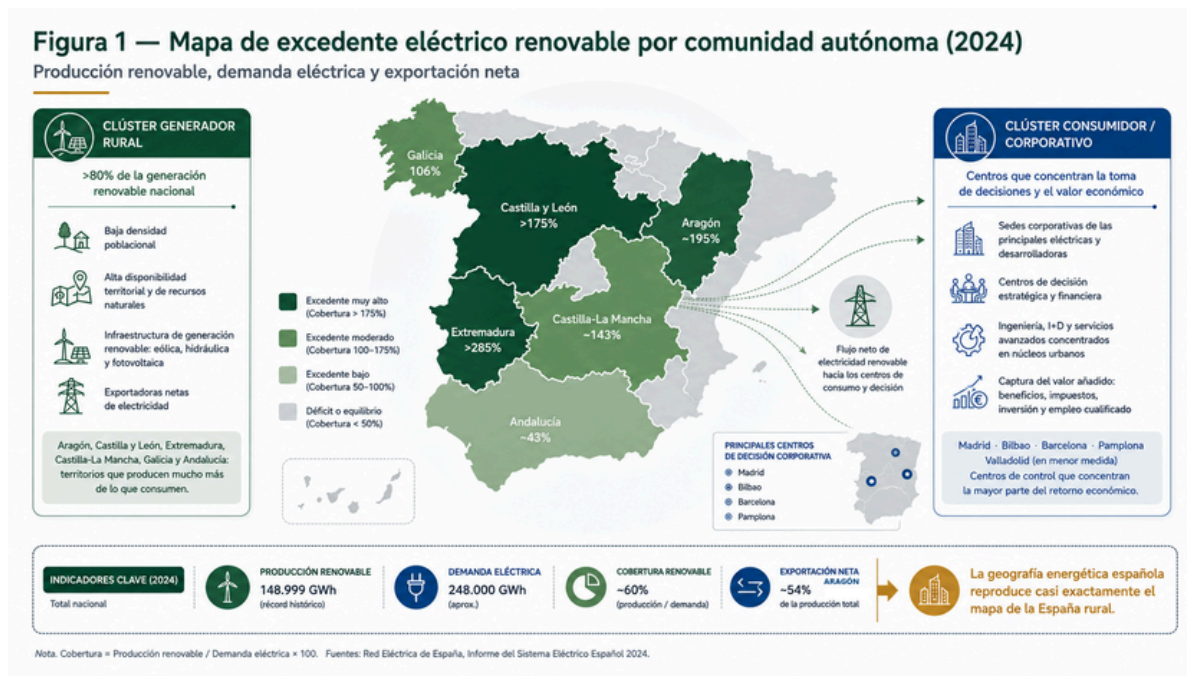 Figura 1 — Mapa de excedente eléctrico renovable por comunidad autónoma (2024)
Producción renovable, demanda eléctrica y exportación neta
CLÚSTER GENERADOR
RURAL
>80% de la generación
renovable nacional
Baja densidad
poblacional
Alta disponibilidad
territorial y de recursos
naturales
Infraestructura de generación
renovable: eólica, hidráulica
y fotovoltaica
Exportadoras netas
de electricidad
Aragón, Castilla y León, Extremadura,
Castilla-La Mancha, Galicia y Andalucía:
territorios que producen mucho más
de lo que consumen.
Excedente muy alto
(Cobertura > 175%)
Excedente moderado
(Cobertura 100–175%)
Excedente bajo
(Cobertura 50–100%)
Déficit o equilibrio
(Cobertura < 50%)
Galicia
106%
Castilla y León
>175%
Aragón
~195%
Extremadura
>285%
Castilla-La Mancha
~143%
Andalucía
~43%
Flujo neto de
electricidad renovable
hacia los centros de
consumo y decisión
PRINCIPALES CENTROS
DE DECISIÓN CORPORATIVA
Madrid
Bilbao
Barcelona
Pamplona
CLÚSTER CONSUMIDOR /
CORPORATIVO
Centros que concentran la toma
de decisiones y el valor económico
Sedes corporativas de las
principales eléctricas y
desarrolladoras
Centros de decisión
estratégica y financiera
Ingeniería, I+D y servicios
avanzados concentrados
en núcleos urbanos
Captura del valor añadido:
beneficios, impuestos,
inversión y empleo cualificado
Madrid · Bilbao · Barcelona · Pamplona
Valladolid (en menor medida)
Centros de control que concentran
la mayor parte del retorno económico.
INDICADORES CLAVE (2024)
Total nacional
PRODUCCIÓN RENOVABLE
148.999 GWh
(récord histórico)
DEMANDA ELÉCTRICA
248.000 GWh
(aprox.)
COBERTURA RENOVABLE
~60%
(producción / demanda)
EXPORTACIÓN NETA
ARAGÓN
~54%
de la producción total
La geografía energética española
reproduce casi exactamente el
mapa de la España rural.
Nota. Cobertura = Producción renovable / Demanda eléctrica × 100. Fuentes: Red Eléctrica de España, Informe del Sistema Eléctrico Español 2024.